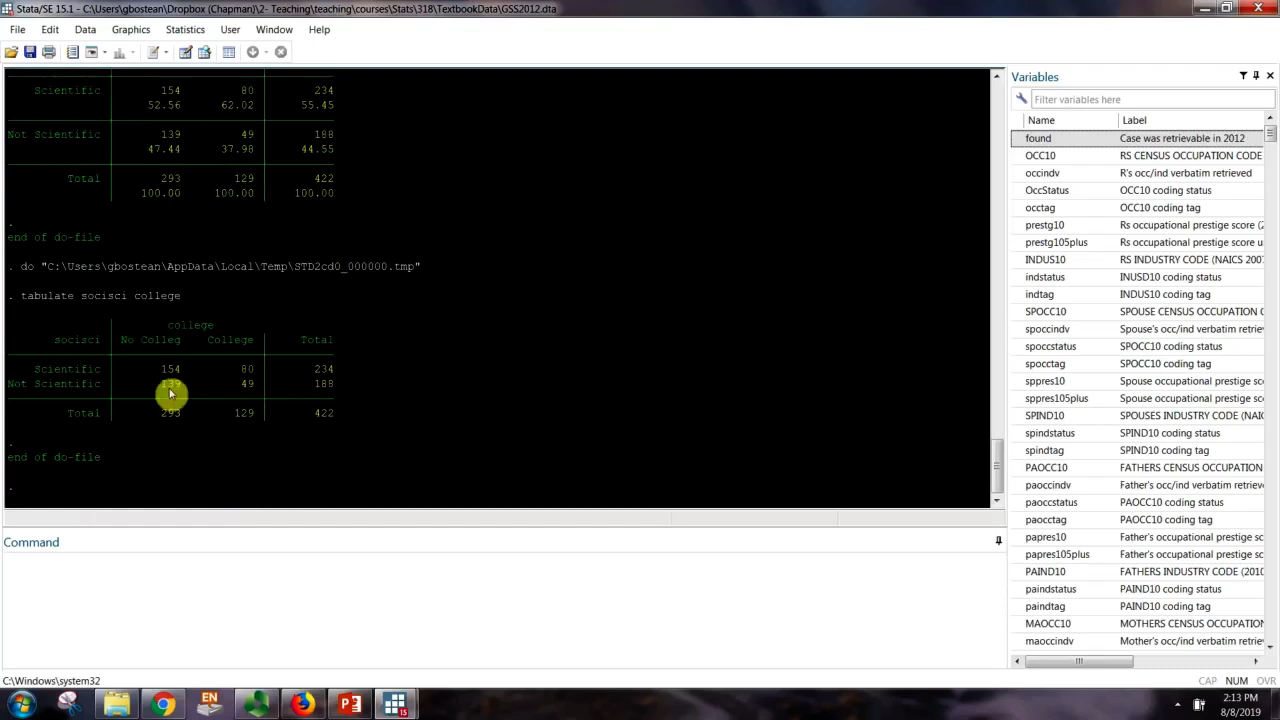 Stata/SE 15.1 - C:\Users\gbostean\Dropbox (Chapman)\2- Teaching\teaching\courses\Stats\318\TextbookData\GSS2012.dta
File Edit Data Graphics Statistics User Window Help
Scientific 154 80 234
52.56 62.02 55.45
Not Scientific 139 49 188
47.44 37.98 44.55
Total 293 129 422
100.00 100.00 100.00
.
end of do-file
. do "C:\Users\gbostean\AppData\Local\Temp\STD2cd0_000000.tmp"
. tabulate socisci college
college
socisci No Colleg College Total
Scientific 154 80 234
Not Scientific 139 49 188
Total 293 129 422
.
end of do-file
.
Command
C:\Windows\system32
Variables
Filter variables here
Name Label
found Case was retrievable in 2012
OCC10 RS CENSUS OCCUPATION CODE
occindv R's occ/ind verbatim retrieved
OccStatus OCC10 coding status
occtag OCC10 coding tag
prestg10 Rs occupational prestige score (2
prestg105plus Rs occupational prestige score u
INDUS10 RS INDUSTRY CODE (NAICS 2007
indstatus INUSD10 coding status
indtag INDUS10 coding tag
SPOCC10 SPOUSE CENSUS OCCUPATION C
spoccindv Spouse's occ/ind verbatim retrie
spoccstatus SPOCC10 coding status
spocctag SPOCC10 coding tag
sppres10 Spouse occupational prestige sc
sppres105plus Spouse occupational prestige sc
SPIND10 SPOUSES INDUSTRY CODE (NAIC
spindstatus SPIND10 coding status
spindtag SPIND10 coding tag
PAOCC10 FATHERS CENSUS OCCUPATION
paoccindv Father's occ/ind verbatim retriev
paoccstatus PAOCC10 coding status
paocctag PAOCC10 coding tag
papres10 Father's occupational prestige sc
papres105plus Father's occupational prestige sc
PAIND10 FATHERS INDUSTRY CODE (2010
paindstatus PAIND10 coding status
paindtag PAIND10 coding tag
MAOCC10 MOTHERS CENSUS OCCUPATION
maoccindv Mother's occ/ind verbatim retriev
CAP NUM OVR
EN
15
2:13 PM
8/8/2019